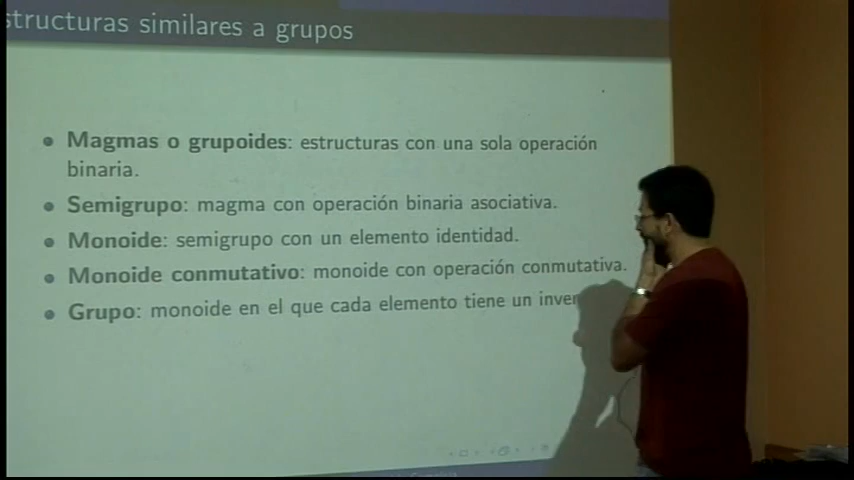 structuras similares a grupos
Magmas o grupoides: estructuras con una sola operación
binaria.
Semigrupo: magma con operación binaria asociativa.
Monoide: semigrupo con un elemento identidad.
Monoide conmutativo: monoide con operación conmutativa.
Grupo: monoide en el que cada elemento tiene un inver